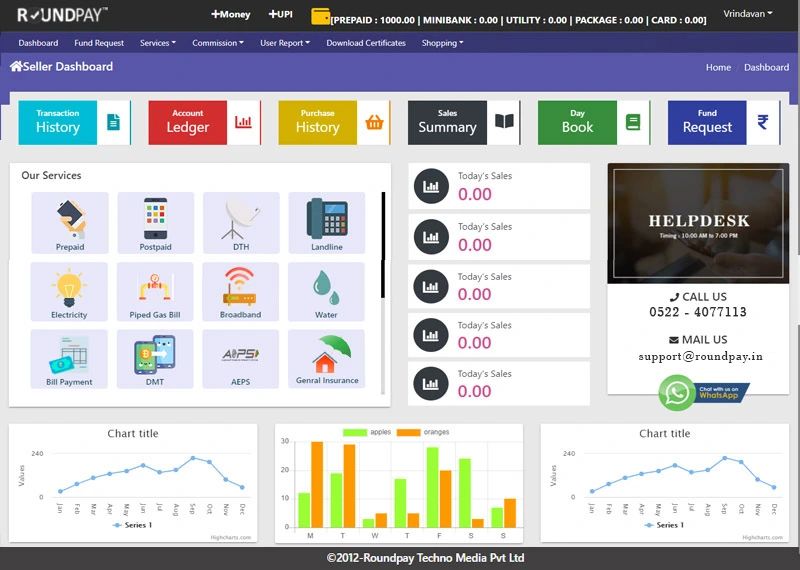 ROUNDPAY™
+Money
+UPI
[PREPAID : 1000.00 | MINIBANK : 0.00 | UTILITY : 0.00 | PACKAGE : 0.00 | CARD : 0.00]
Vrindavan
Dashboard
Fund Request
Services
Commission
User Report
Download Certificates
Shopping
Seller Dashboard
Home / Dashboard
Transaction
History
Account
Ledger
Purchase
History
Sales
Summary
Day
Book
Fund
Request
Our Services
Prepaid
Postpaid
DTH
Landline
Electricity
Piped Gas Bill
Broadband
Water
Bill Payment
DMT
AEPS
AEPS
Genral Insurance
Today's Sales
0.00
Today's Sales
0.00
Today's Sales
0.00
Today's Sales
0.00
Today's Sales
0.00
HELPDESK
Timing : 10:00 AM to 7:00 PM
CALL US
0522 - 4077113
MAIL US
support@roundpay.in
Chat with us on
WhatsApp
Chart title
Values
240
0
Jan Feb Mar Apr May Jun Jul Aug Sep Oct Nov Dec
Series 1
Highcharts.com
apples oranges
30
20
10
0
M T W T F S S
Chart title
Values
240
0
Jan Feb Mar Apr May Jun Jul Aug Sep Oct Nov Dec
Series 1
Highcharts.com
©2012-Roundpay Techno Media Pvt Ltd